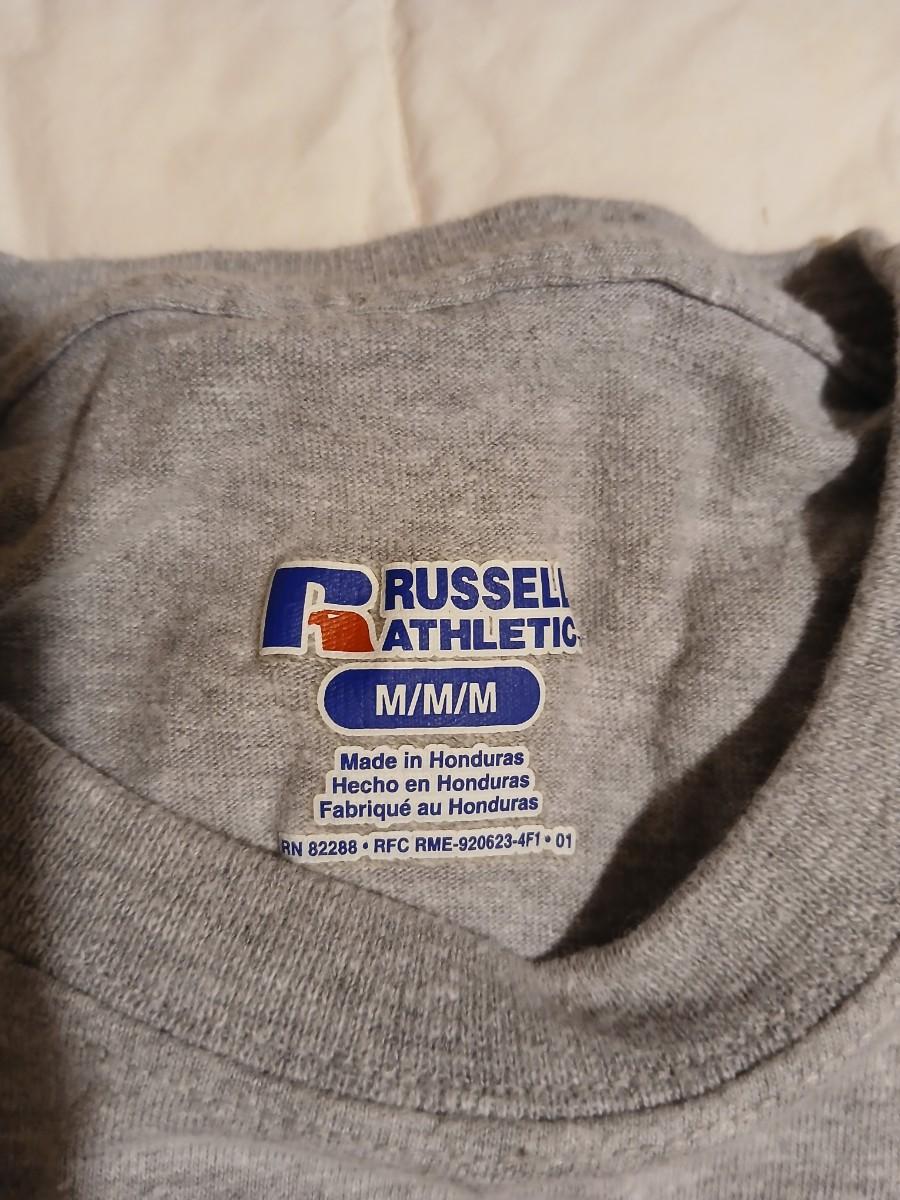 RUSSELL
ATHLETIC
M/M/M
Made in Honduras
Hecho en Honduras
Fabriqué au Honduras
RN 82288 • RFC RME-920623-4F1 • 01